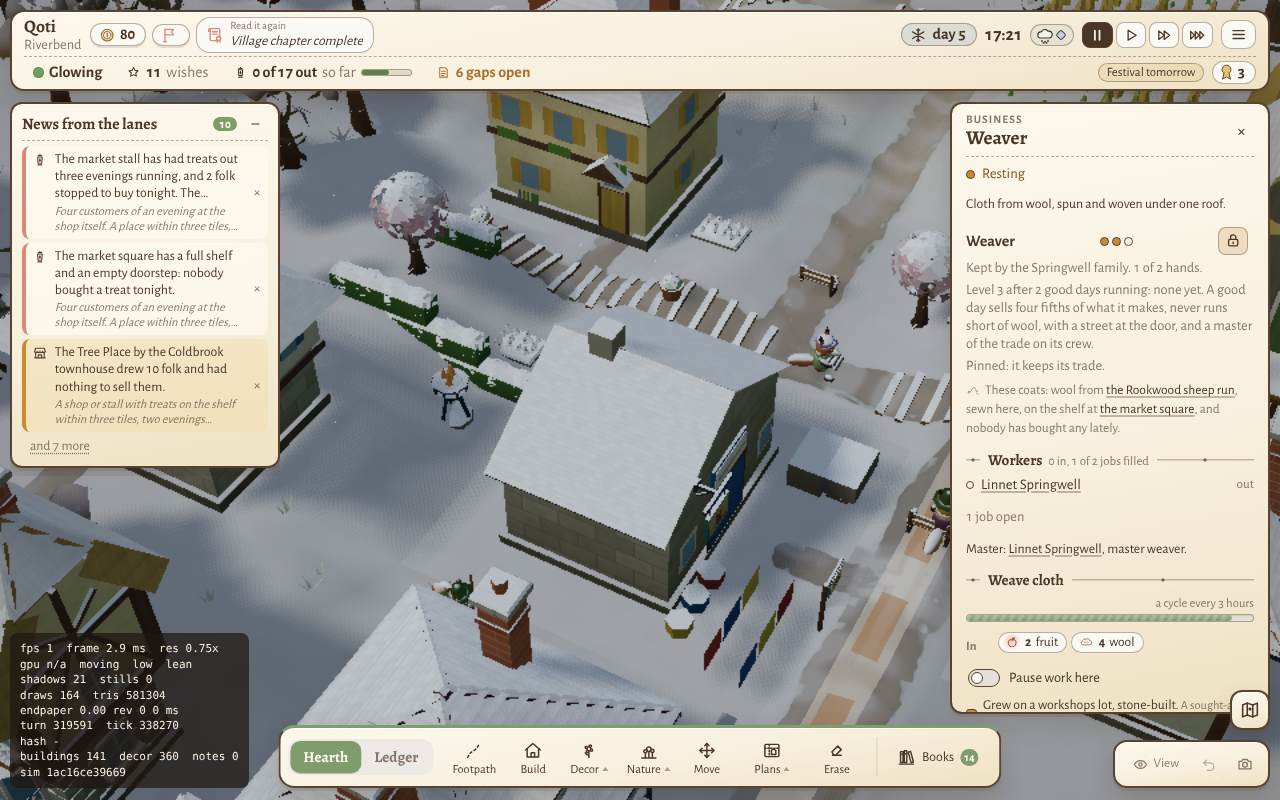 Qoti
Riverbend
80
Read it again
Village chapter complete
day 5
17:21
Glowing
11 wishes
0 of 17 out so far
6 gaps open
Festival tomorrow
3
News from the lanes
10
The market stall has had treats out
three evenings running, and 2 folk
stopped to buy tonight. The...
Four customers of an evening at the
shop itself. A place within three tiles,...
The market square has a full shelf
and an empty doorstep: nobody
bought a treat tonight.
Four customers of an evening at the
shop itself. A place within three tiles,...
The Tree Place by the Coldbrook
townhouse drew 10 folk and had
nothing to sell them.
A shop or stall with treats on the shelf
within three tiles, two evenings...
and 7 more
fps 1 frame 2.9 ms res 0.75x
gpu n/a moving low lean
shadows 21 stills 0
draws 164 tris 581304
endpaper 0.00 rev 0 0 ms
turn 319591 tick 338270
hash -
buildings 141 decor 360 notes 0
sim 1ac16ce39669
BUSINESS
Weaver
Resting
Cloth from wool, spun and woven under one roof.
Weaver
Kept by the Springwell family. 1 of 2 hands.
Level 3 after 2 good days running: none yet. A good
day sells four fifths of what it makes, never runs
short of wool, with a street at the door, and a master
of the trade on its crew.
Pinned: it keeps its trade.
These coats: wool from the Rookwood sheep run,
sewn here, on the shelf at the market square, and
nobody has bought any lately.
Workers 0 in, 1 of 2 jobs filled
Linnet Springwell out
1 job open
Master: Linnet Springwell, master weaver.
Weave cloth
a cycle every 3 hours
In 2 fruit 4 wool
Pause work here
Grew on a workshops lot, stone-built. A sought-a
Hearth
Ledger
Footpath
Build
Decor
Nature
Move
Plans
Erase
Books 14
View